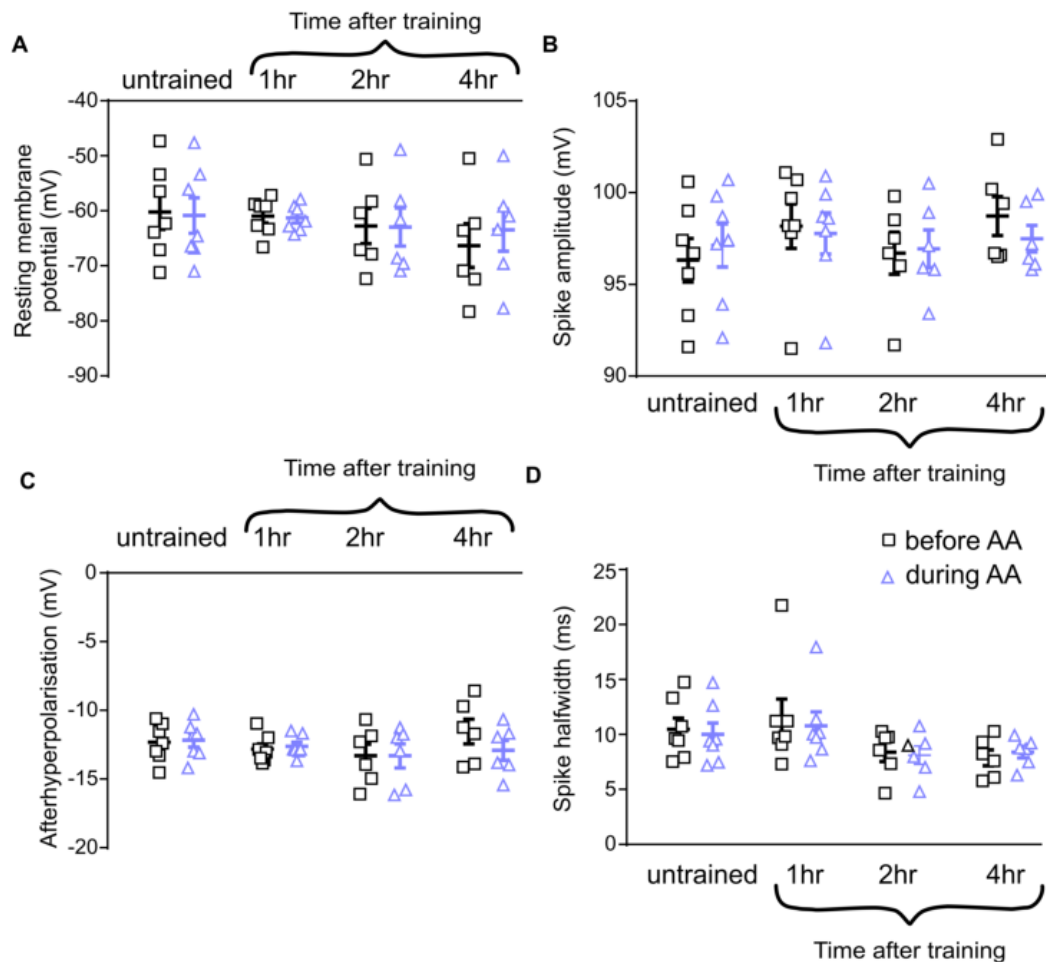 A
Time after training
untrained 1hr 2hr 4hr
-40
-50
-60
-70
-80
-90
Resting membrane
potential (mV)
B
105
100
95
90
Spike amplitude (mV)
untrained 1hr 2hr 4hr
Time after training
C
Time after training
untrained 1hr 2hr 4hr
0
-5
-10
-15
-20
Afterhyperpolarisation (mV)
D
before AA
during AA
25
20
15
10
5
0
Spike halfwidth (ms)
untrained 1hr 2hr 4hr
Time after training